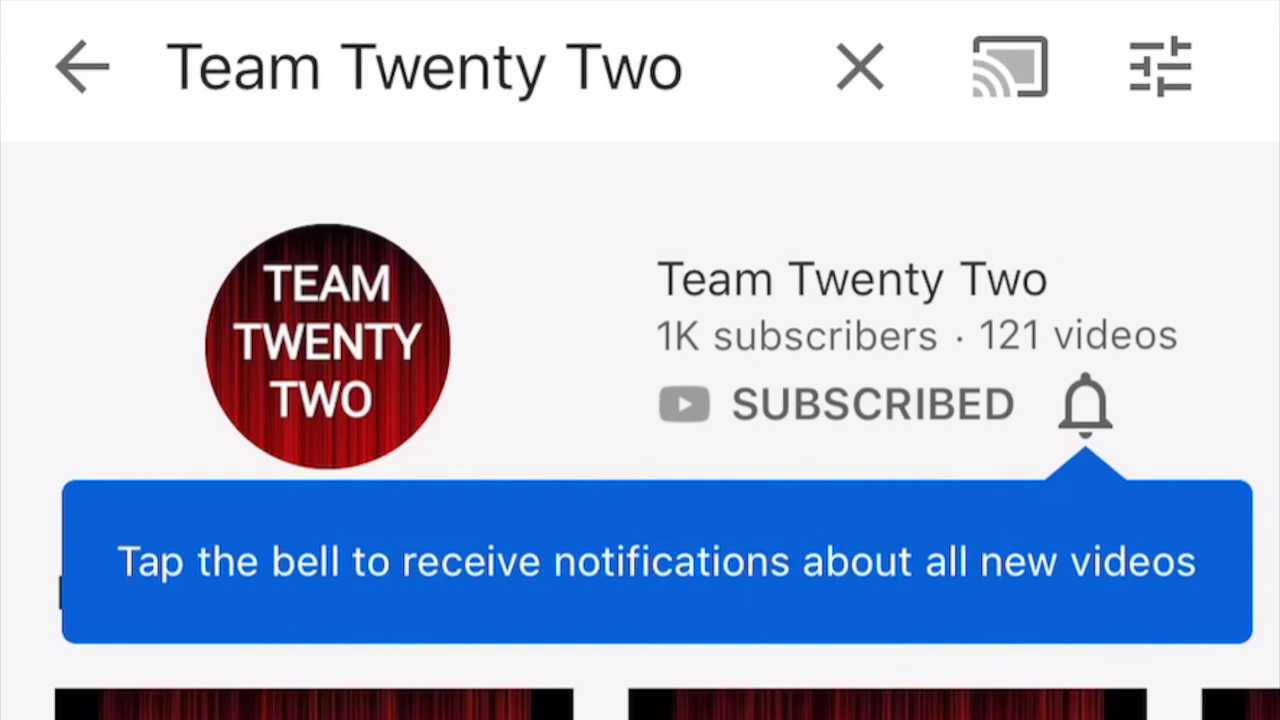 Team Twenty Two
TEAM
TWENTY
TWO
Team Twenty Two
1K subscribers · 121 videos
SUBSCRIBED
Tap the bell to receive notifications about all new videos